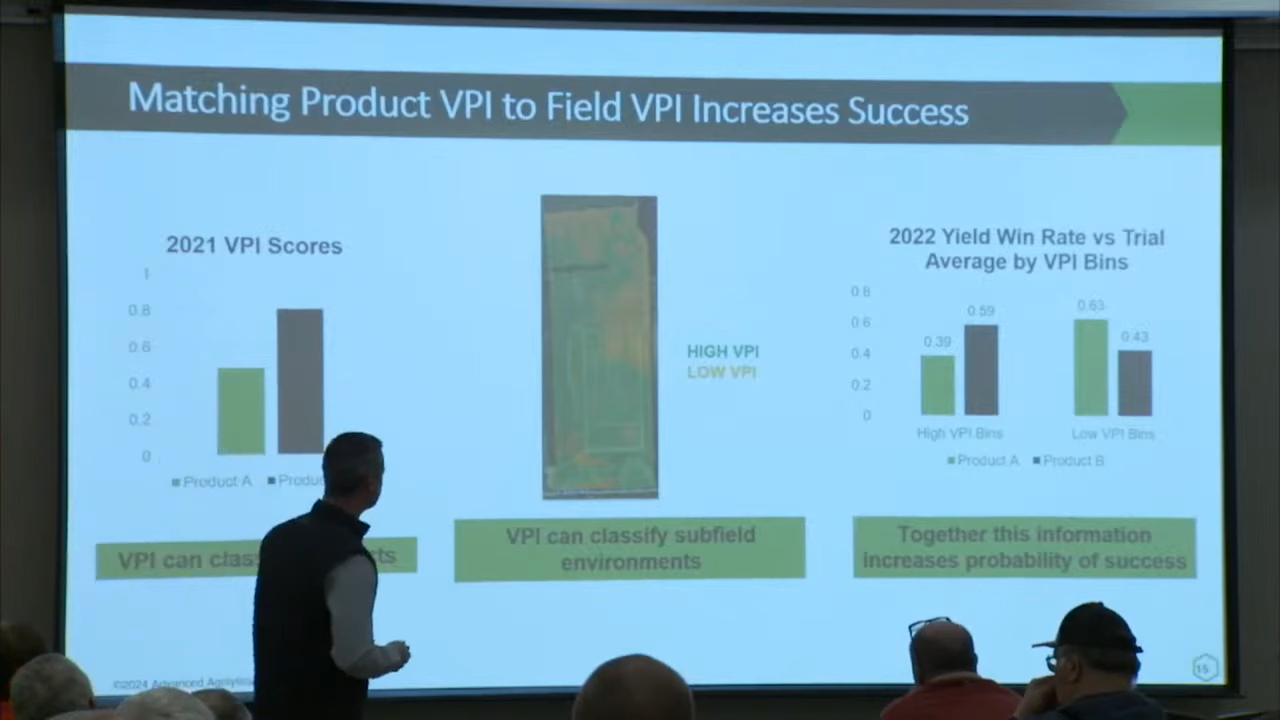 Matching Product VPI to Field VPI Increases Success
2021 VPI Scores
1
0.8
0.6
0.4
0.2
0
Product A
VPI can
HIGH VPI
LOW VPI
VPI can classify subfield
environments
2022 Yield Win Rate vs Trial
Average by VPI Bins
0.8
0.6
0.4
0.2
0
0.39
0.59
0.63
0.43
High VPI Bins
Low VPI Bins
Product A
Product B
Together this information
increases probability of success
©2024 Advanced
15